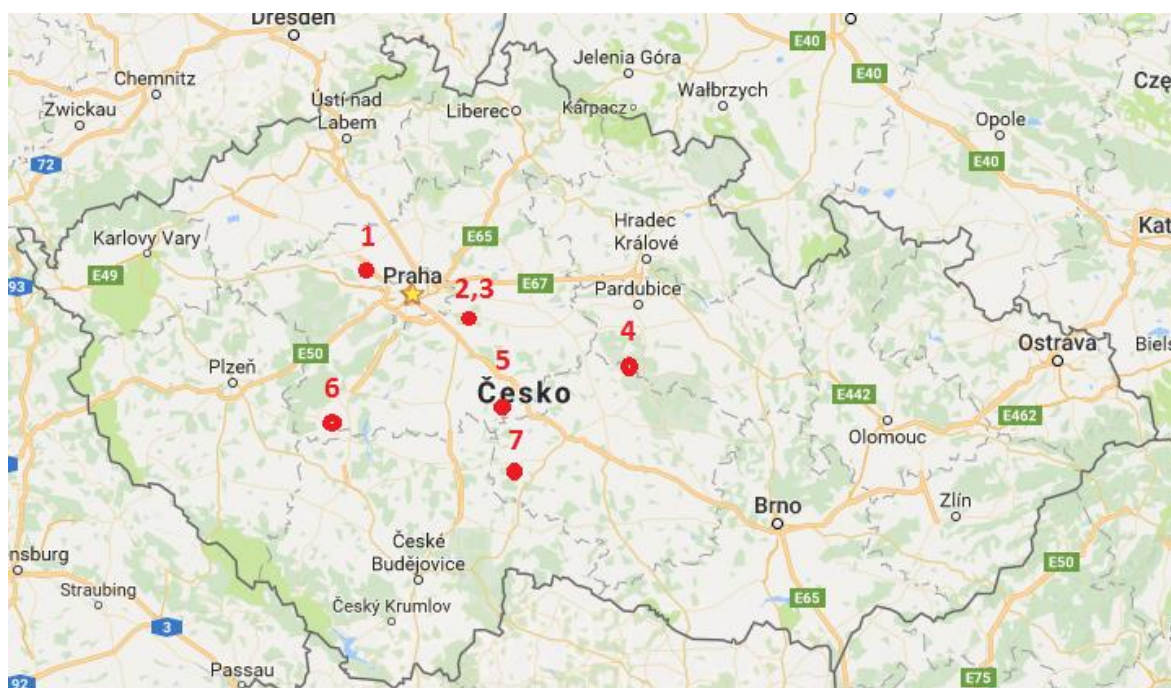 Dresden
E40
Jelenia Góra
Chemnitz
E40
Czę
Zwickau
Ústí nad
Labem
Liberec
Karpacz
Wałbrzych
Opole
72
E40
Hradec
Králové
Karlovy Vary
1
E65
Kat
E49
93
Praha
2,3
E67
Pardubice
4
5
Ostrava
Biels
E50
Plzeň
6
Česko
E442
E462
7
Olomouc
Brno
Zlín
České
Budějovice
ensburg
E50
Straubing
Český Krumlov
E65
3
Passau
E75
92